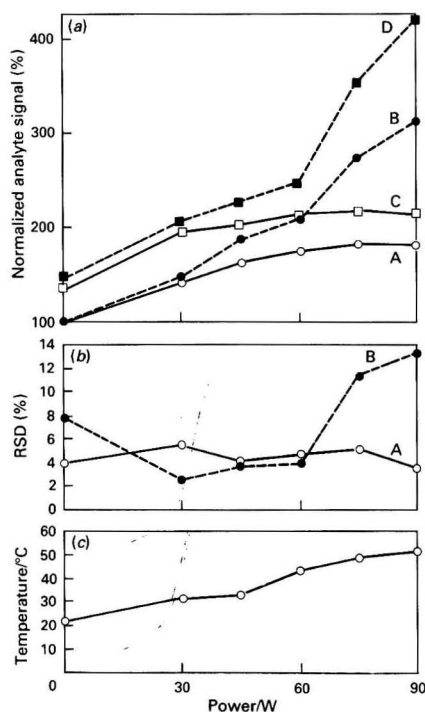 (a)
D
B
C
A
400
300
200
100
Normalized analyte signal (%)
(b)
B
A
14
12
10
8
6
4
2
0
RSD (%)
(c)
60
50
40
30
20
10
Temperature/°C
0 30 60 90
Power/W